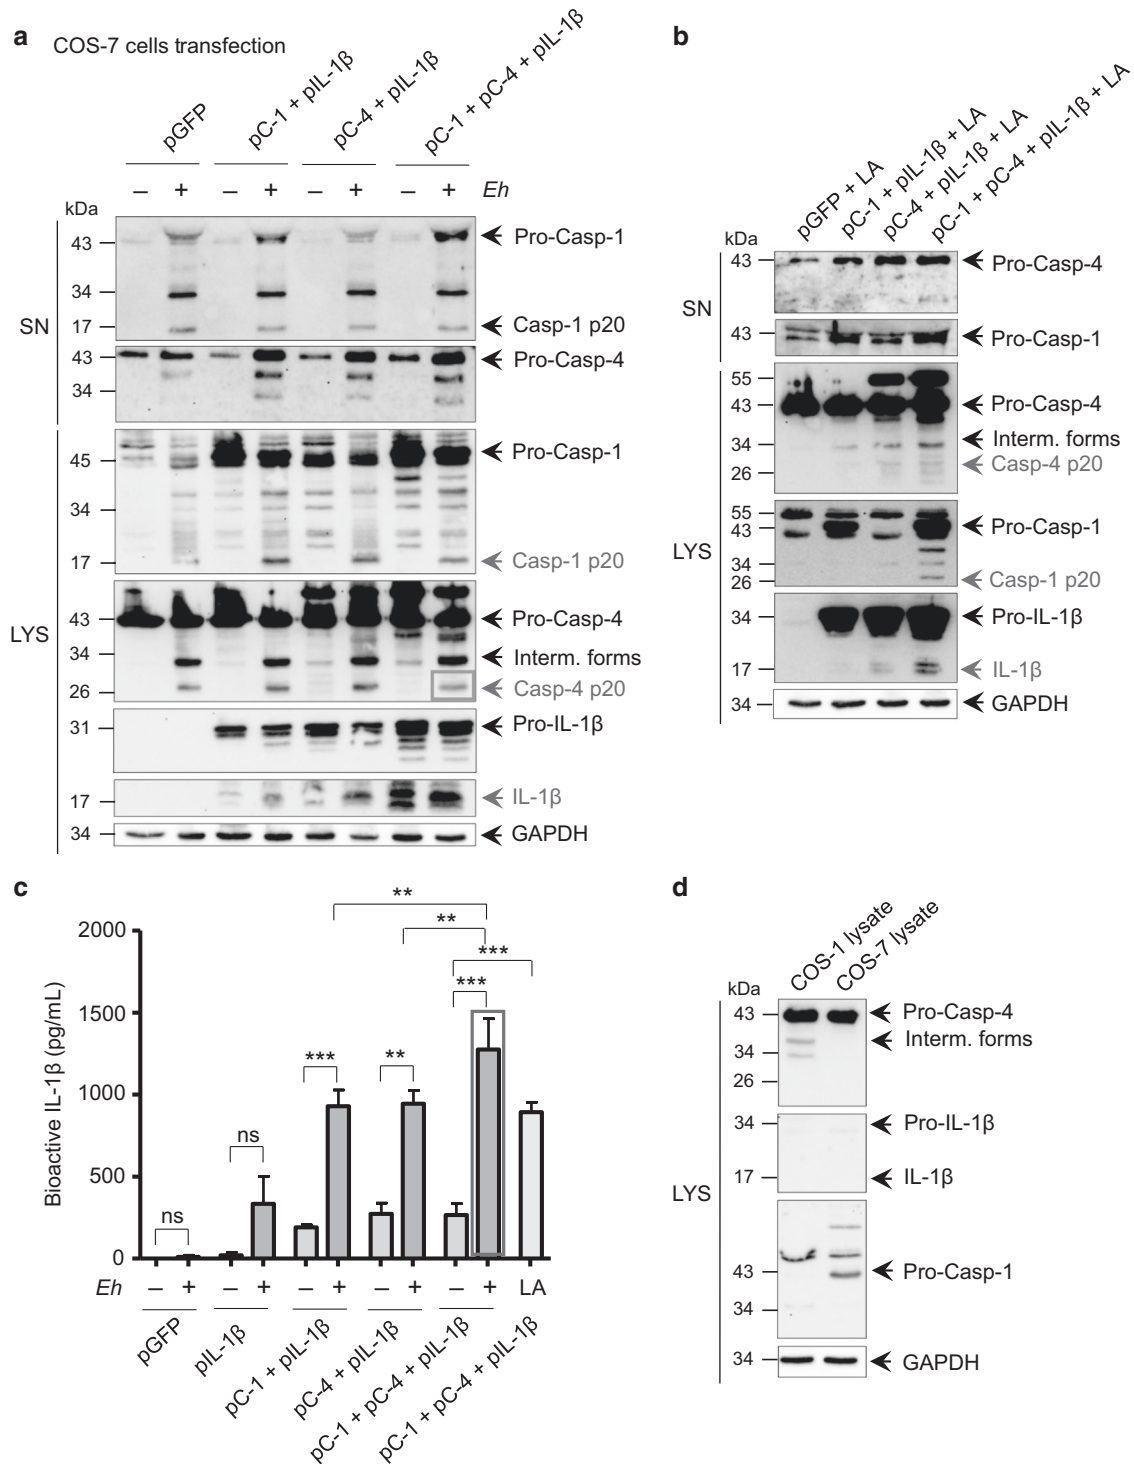 a
COS-7 cells transfection
pGFP
pC-1 + pIL-1β
pC-4 + pIL-1β
pC-1 + pC-4 + pIL-1β
– + – + – + – + Eh
kDa
SN
43
34
17
Pro-Casp-1
Casp-1 p20
43
34
Pro-Casp-4
LYS
45
34
17
Pro-Casp-1
Casp-1 p20
43
34
26
Pro-Casp-4
Interm. forms
Casp-4 p20
31
Pro-IL-1β
17
IL-1β
34
GAPDH
b
pGFP + LA
pC-1 + pIL-1β + LA
pC-4 + pIL-1β + LA
pC-1 + pC-4 + pIL-1β + LA
kDa
SN
43
Pro-Casp-4
43
Pro-Casp-1
LYS
55
43
34
26
Pro-Casp-4
Interm. forms
Casp-4 p20
55
43
34
26
Pro-Casp-1
Casp-1 p20
34
17
Pro-IL-1β
IL-1β
34
GAPDH
c
Bioactive IL-1β (pg/mL)
2000
1500
1000
500
0
ns
ns
***
**
***
***
**
**
Eh – + – + – + – + – + LA
pGFP
pIL-1β
pC-1 + pIL-1β
pC-4 + pIL-1β
pC-1 + pC-4 + pIL-1β
pC-1 + pC-4 + pIL-1β
d
COS-1 lysate
COS-7 lysate
kDa
LYS
43
34
26
Pro-Casp-4
Interm. forms
34
17
Pro-IL-1β
IL-1β
43
34
Pro-Casp-1
34
GAPDH